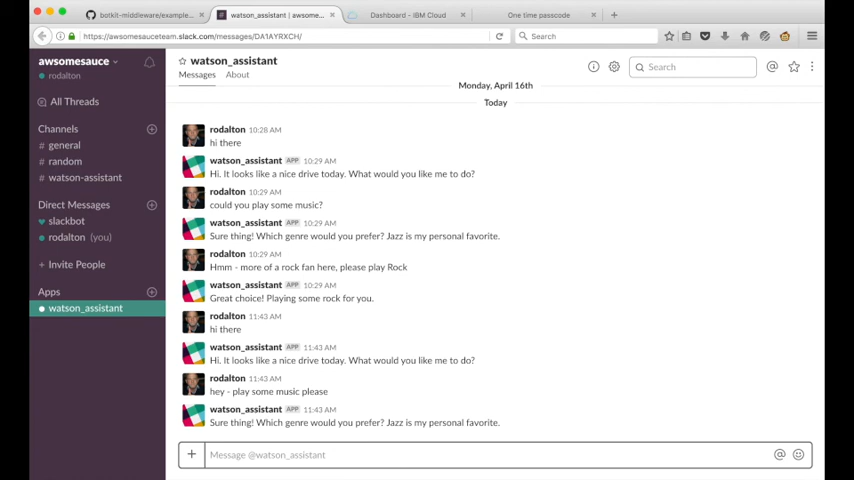 botkit-middleware/example...
watson_assistant | awesome...
Dashboard – IBM Cloud
One time passcode
https://awesomesauceteam.slack.com/messages/DA1AYRXCH/
Search
awsomesauce
rodalton
All Threads
Channels
# general
# random
# watson-assistant
Direct Messages
slackbot
rodalton (you)
+ Invite People
Apps
watson_assistant
watson_assistant
Messages
About
Search
Monday, April 16th
Today
rodalton 10:28 AM
hi there
watson_assistant APP 10:29 AM
Hi. It looks like a nice drive today. What would you like me to do?
rodalton 10:29 AM
could you play some music?
watson_assistant APP 10:29 AM
Sure thing! Which genre would you prefer? Jazz is my personal favorite.
rodalton 10:29 AM
Hmm - more of a rock fan here, please play Rock
watson_assistant APP 10:29 AM
Great choice! Playing some rock for you.
rodalton 11:43 AM
hi there
watson_assistant APP 11:43 AM
Hi. It looks like a nice drive today. What would you like me to do?
rodalton 11:43 AM
hey - play some music please
watson_assistant APP 11:43 AM
Sure thing! Which genre would you prefer? Jazz is my personal favorite.
Message @watson_assistant